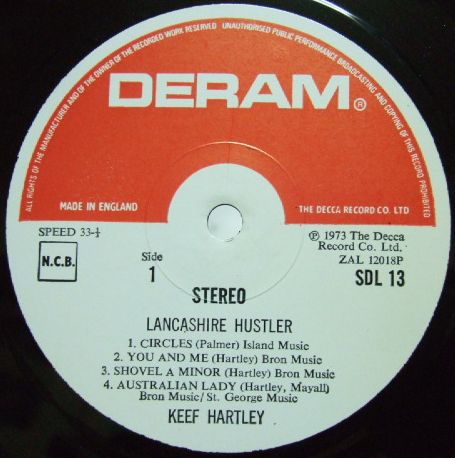 ALL RIGHTS OF THE MANUFACTURER AND OF THE OWNER OF THE RECORDED WORK RESERVED UNAUTHORISED PUBLIC PERFORMANCE BROADCASTING AND COPYING OF THIS RECORD PROHIBITED
DERAM®
MADE IN ENGLAND
THE DECCA RECORD CO. LTD
SPEED 33-⅓
℗ 1973 The Decca
Record Co. Ltd.
N.C.B.
Side
1
ZAL 12018P
STEREO
SDL 13
LANCASHIRE HUSTLER
1. CIRCLES (Palmer) Island Music
2. YOU AND ME (Hartley) Bron Music
3. SHOVEL A MINOR (Hartley) Bron Music
4. AUSTRALIAN LADY (Hartley, Mayall)
Bron Music/ St. George Music
KEEF HARTLEY